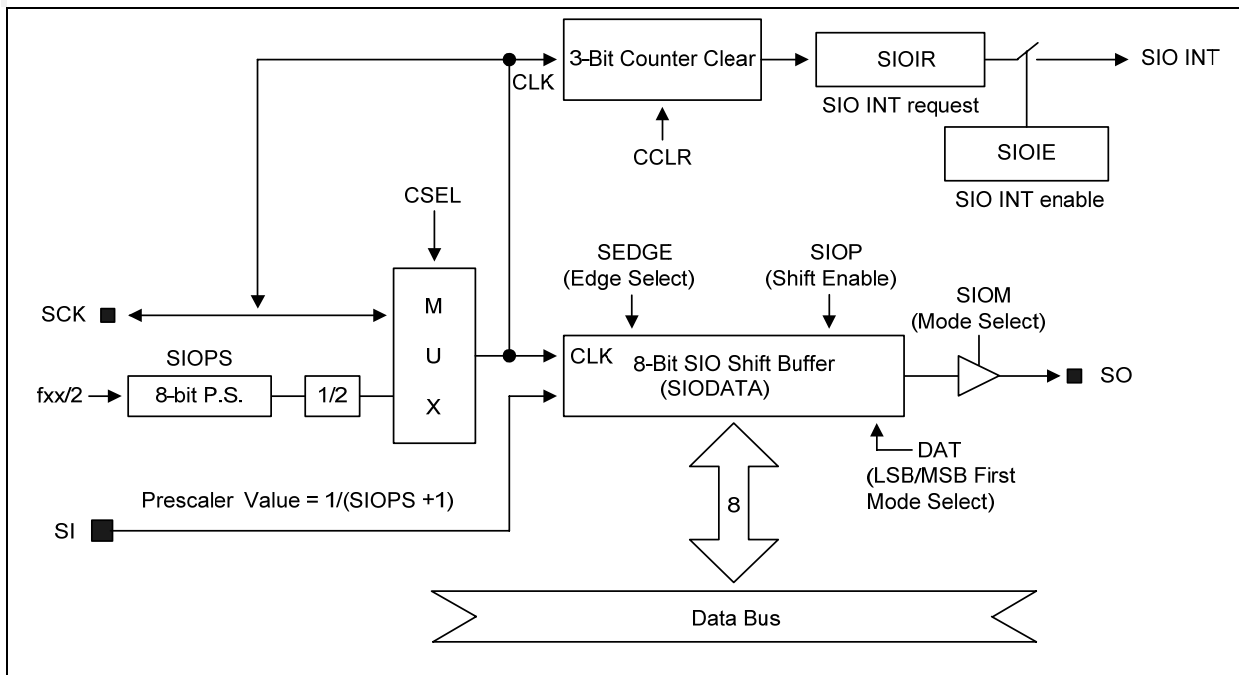 3-Bit Counter Clear
CLK
SIOIR
SIO INT
SIO INT request
CCLR
SIOIE
SIO INT enable
CSEL
SEDGE
(Edge Select)
SIOP
(Shift Enable)
SIOM
(Mode Select)
SCK
M
U
X
SIOPS
fxx/2
8-bit P.S.
1/2
CLK
8-Bit SIO Shift Buffer
(SIODATA)
SO
DAT
(LSB/MSB First
Mode Select)
Prescaler Value = 1/(SIOPS +1)
SI
8
Data Bus